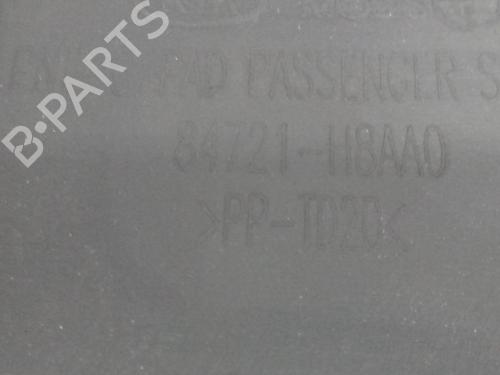 PAD PASSENGER S
84721-H8AA0
>PP-TD20<
B-PARTS